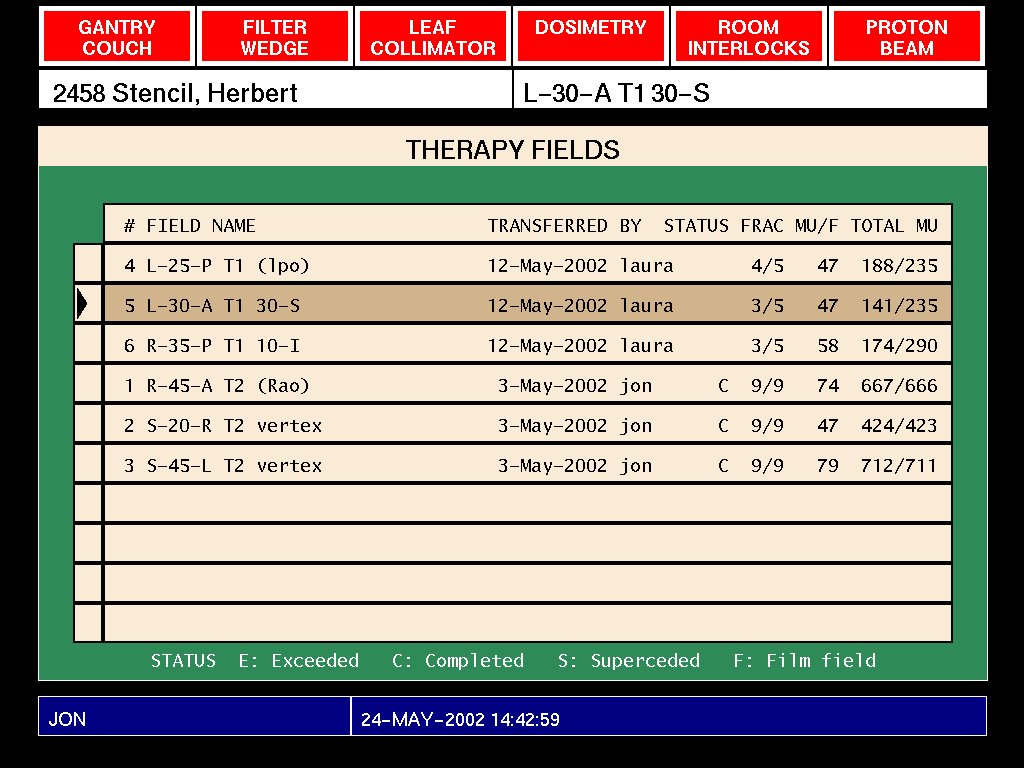 GANTRY COUCH
FILTER WEDGE
LEAF COLLIMATOR
DOSIMETRY
ROOM INTERLOCKS
PROTON BEAM
2458 Stencil, Herbert
L-30-A T1 30-S
THERAPY FIELDS
# FIELD NAME TRANSFERRED BY STATUS FRAC MU/F TOTAL MU
4 L-25-P T1 (lpo) 12-May-2002 laura 4/5 47 188/235
5 L-30-A T1 30-S 12-May-2002 laura 3/5 47 141/235
6 R-35-P T1 10-I 12-May-2002 laura 3/5 58 174/290
1 R-45-A T2 (Rao) 3-May-2002 jon C 9/9 74 667/666
2 S-20-R T2 vertex 3-May-2002 jon C 9/9 47 424/423
3 S-45-L T2 vertex 3-May-2002 jon C 9/9 79 712/711
STATUS E: Exceeded C: Completed S: Superceded F: Film field
JON
24-MAY-2002 14:42:59